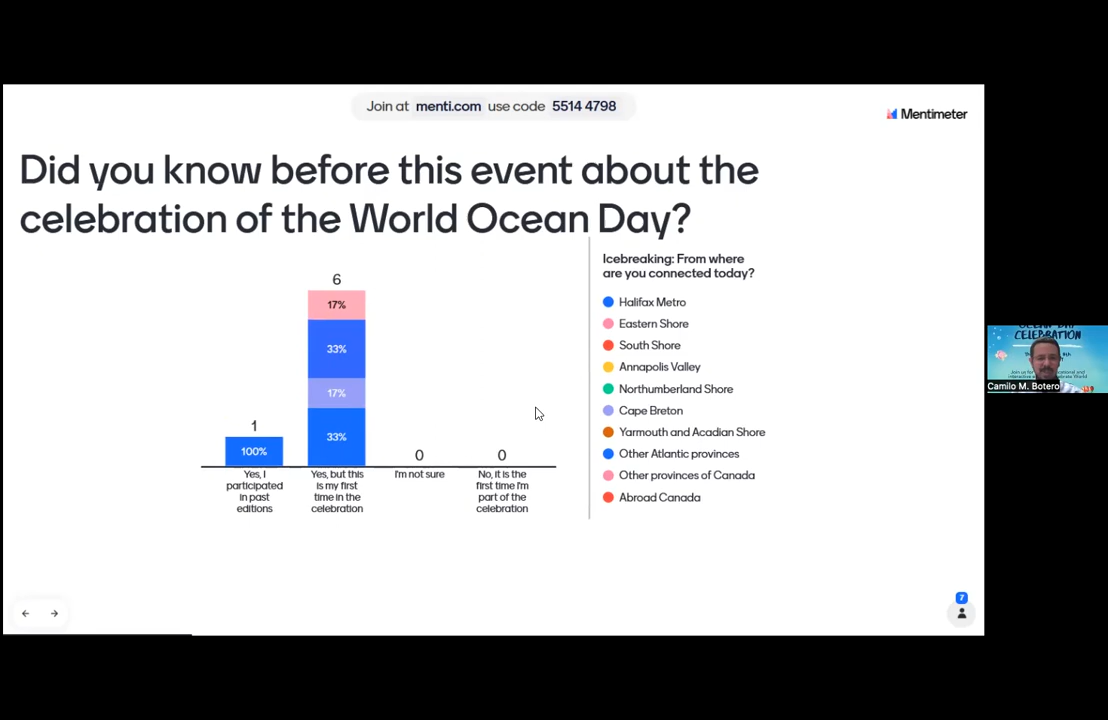 Join at menti.com use code 5514 4798
Mentimeter
Did you know before this event about the
celebration of the World Ocean Day?
Icebreaking: From where
are you connected today?
6
17%
33%
17%
33%
1
100%
0
0
Yes, I
participated
in past
editions
Yes, but this
is my first
time in the
celebration
I'm not sure
No, it is the
first time I'm
part of the
celebration
Halifax Metro
Eastern Shore
South Shore
Annapolis Valley
Northumberland Shore
Cape Breton
Yarmouth and Acadian Shore
Other Atlantic provinces
Other provinces of Canada
Abroad Canada
CELEBRATION
Camilo M. Botero
7